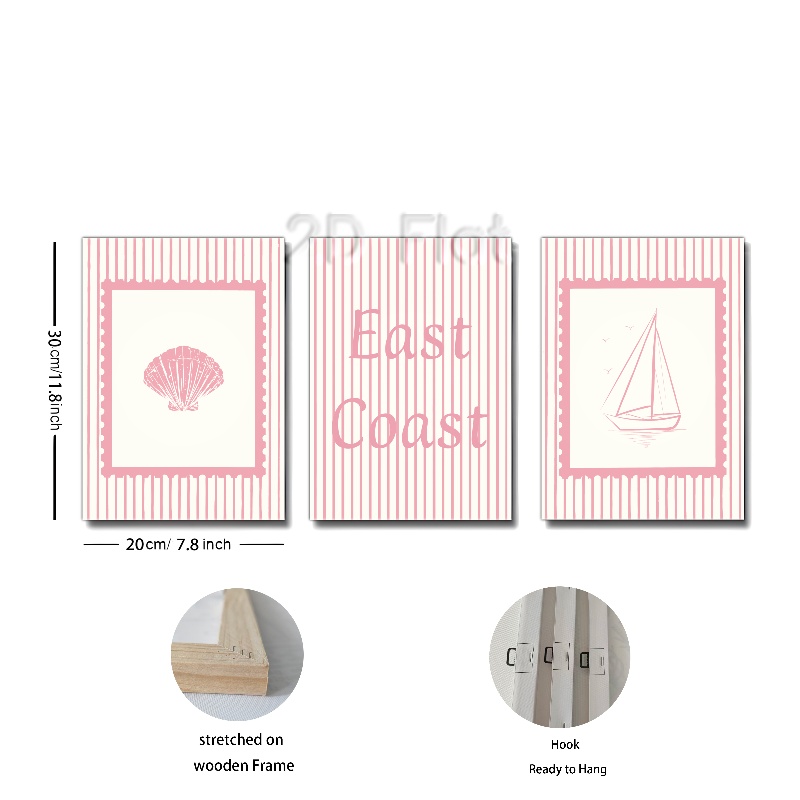 2D Flat
East
Coast
30cm/11.8inch
20cm/ 7.8 inch
stretched on
wooden Frame
Hook
Ready to Hang